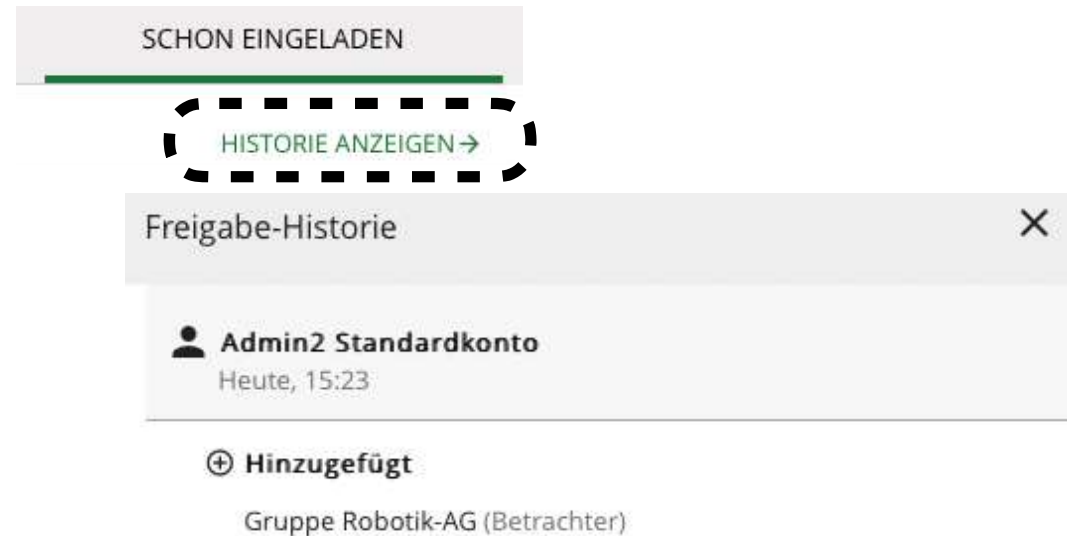 SCHON EINGELADEN
HISTORIE ANZEIGEN→
Freigabe-Historie
Admin2 Standardkonto
Heute, 15:23
Hinzugefügt
Gruppe Robotik-AG (Betrachter)